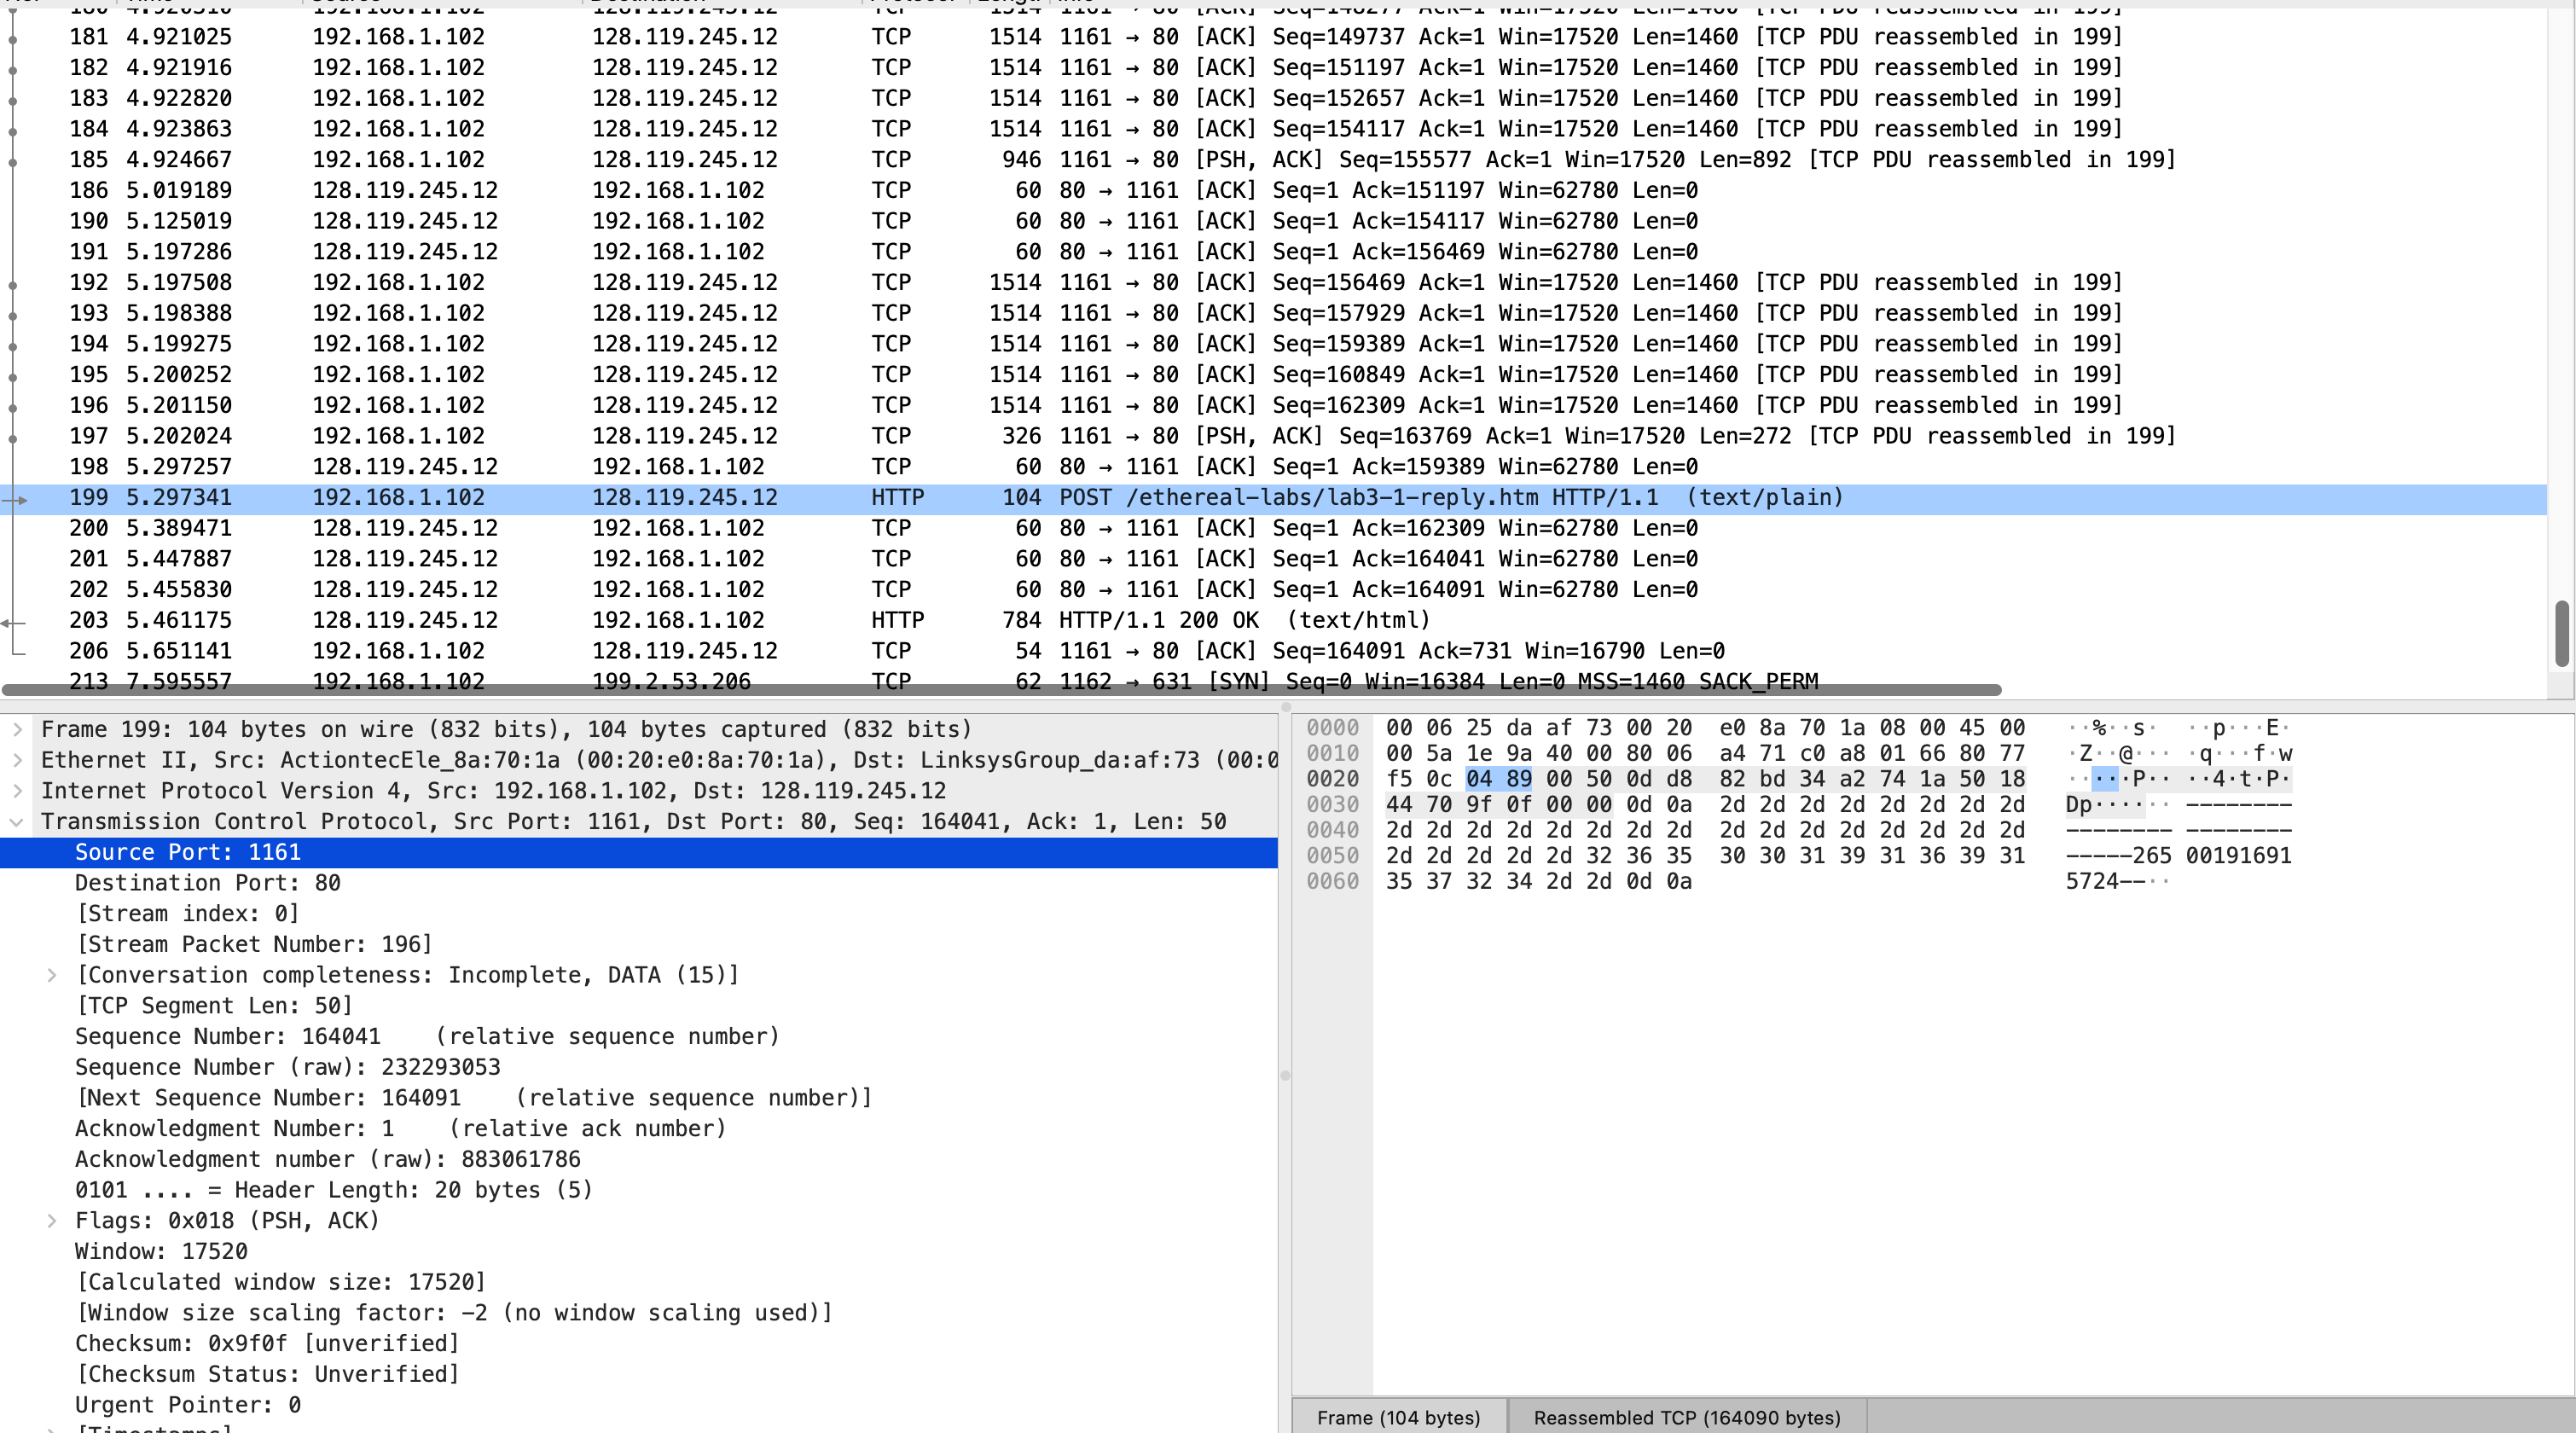 181 4.921025 192.168.1.102 128.119.245.12 TCP 1514 1161 → 80 [ACK] Seq=149737 Ack=1 Win=17520 Len=1460 [TCP PDU reassembled in 199]
182 4.921916 192.168.1.102 128.119.245.12 TCP 1514 1161 → 80 [ACK] Seq=151197 Ack=1 Win=17520 Len=1460 [TCP PDU reassembled in 199]
183 4.922820 192.168.1.102 128.119.245.12 TCP 1514 1161 → 80 [ACK] Seq=152657 Ack=1 Win=17520 Len=1460 [TCP PDU reassembled in 199]
184 4.923863 192.168.1.102 128.119.245.12 TCP 1514 1161 → 80 [ACK] Seq=154117 Ack=1 Win=17520 Len=1460 [TCP PDU reassembled in 199]
185 4.924667 192.168.1.102 128.119.245.12 TCP 946 1161 → 80 [PSH, ACK] Seq=155577 Ack=1 Win=17520 Len=892 [TCP PDU reassembled in 199]
186 5.019189 128.119.245.12 192.168.1.102 TCP 60 80 → 1161 [ACK] Seq=1 Ack=151197 Win=62780 Len=0
190 5.125019 128.119.245.12 192.168.1.102 TCP 60 80 → 1161 [ACK] Seq=1 Ack=154117 Win=62780 Len=0
191 5.197286 128.119.245.12 192.168.1.102 TCP 60 80 → 1161 [ACK] Seq=1 Ack=156469 Win=62780 Len=0
192 5.197508 192.168.1.102 128.119.245.12 TCP 1514 1161 → 80 [ACK] Seq=156469 Ack=1 Win=17520 Len=1460 [TCP PDU reassembled in 199]
193 5.198388 192.168.1.102 128.119.245.12 TCP 1514 1161 → 80 [ACK] Seq=157929 Ack=1 Win=17520 Len=1460 [TCP PDU reassembled in 199]
194 5.199275 192.168.1.102 128.119.245.12 TCP 1514 1161 → 80 [ACK] Seq=159389 Ack=1 Win=17520 Len=1460 [TCP PDU reassembled in 199]
195 5.200252 192.168.1.102 128.119.245.12 TCP 1514 1161 → 80 [ACK] Seq=160849 Ack=1 Win=17520 Len=1460 [TCP PDU reassembled in 199]
196 5.201150 192.168.1.102 128.119.245.12 TCP 1514 1161 → 80 [ACK] Seq=162309 Ack=1 Win=17520 Len=1460 [TCP PDU reassembled in 199]
197 5.202024 192.168.1.102 128.119.245.12 TCP 326 1161 → 80 [PSH, ACK] Seq=163769 Ack=1 Win=17520 Len=272 [TCP PDU reassembled in 199]
198 5.297257 128.119.245.12 192.168.1.102 TCP 60 80 → 1161 [ACK] Seq=1 Ack=159389 Win=62780 Len=0
199 5.297341 192.168.1.102 128.119.245.12 HTTP 104 POST /ethereal-labs/lab3-1-reply.htm HTTP/1.1 (text/plain)
200 5.389471 128.119.245.12 192.168.1.102 TCP 60 80 → 1161 [ACK] Seq=1 Ack=162309 Win=62780 Len=0
201 5.447887 128.119.245.12 192.168.1.102 TCP 60 80 → 1161 [ACK] Seq=1 Ack=164041 Win=62780 Len=0
202 5.455830 128.119.245.12 192.168.1.102 TCP 60 80 → 1161 [ACK] Seq=1 Ack=164091 Win=62780 Len=0
203 5.461175 128.119.245.12 192.168.1.102 HTTP 784 HTTP/1.1 200 OK (text/html)
206 5.651141 192.168.1.102 128.119.245.12 TCP 54 1161 → 80 [ACK] Seq=164091 Ack=731 Win=16790 Len=0
213 7.595557 192.168.1.102 199.2.53.206 TCP 62 1162 → 631 [SYN] Seq=0 Win=16384 Len=0 MSS=1460 SACK_PERM
Frame 199: 104 bytes on wire (832 bits), 104 bytes captured (832 bits)
Ethernet II, Src: ActiontecEle_8a:70:1a (00:20:e0:8a:70:1a), Dst: LinksysGroup_da:af:73 (00:0
Internet Protocol Version 4, Src: 192.168.1.102, Dst: 128.119.245.12
Transmission Control Protocol, Src Port: 1161, Dst Port: 80, Seq: 164041, Ack: 1, Len: 50
Source Port: 1161
Destination Port: 80
[Stream index: 0]
[Stream Packet Number: 196]
[Conversation completeness: Incomplete, DATA (15)]
[TCP Segment Len: 50]
Sequence Number: 164041 (relative sequence number)
Sequence Number (raw): 232293053
[Next Sequence Number: 164091 (relative sequence number)]
Acknowledgment Number: 1 (relative ack number)
Acknowledgment number (raw): 883061786
0101 .... = Header Length: 20 bytes (5)
Flags: 0x018 (PSH, ACK)
Window: 17520
[Calculated window size: 17520]
[Window size scaling factor: -2 (no window scaling used)]
Checksum: 0x9f0f [unverified]
[Checksum Status: Unverified]
Urgent Pointer: 0
0000 00 06 25 da af 73 00 20 e0 8a 70 1a 08 00 45 00 ··%··s· ··p···E·
0010 00 5a 1e 9a 40 00 80 06 a4 71 c0 a8 01 66 80 77 ·Z··@··· ·q···f·w
0020 f5 0c 04 89 00 50 0d d8 82 bd 34 a2 74 1a 50 18 ·····P·· ··4·t·P·
0030 44 70 9f 0f 00 00 0d 0a 2d 2d 2d 2d 2d 2d 2d 2d Dp······ --------
0040 2d 2d 2d 2d 2d 2d 2d 2d 2d 2d 2d 2d 2d 2d 2d 2d -------- --------
0050 2d 2d 2d 2d 2d 32 36 35 30 30 31 39 31 36 39 31 -----265 00191691
0060 35 37 32 34 2d 2d 0d 0a 5724--··
Frame (104 bytes) Reassembled TCP (164090 bytes)